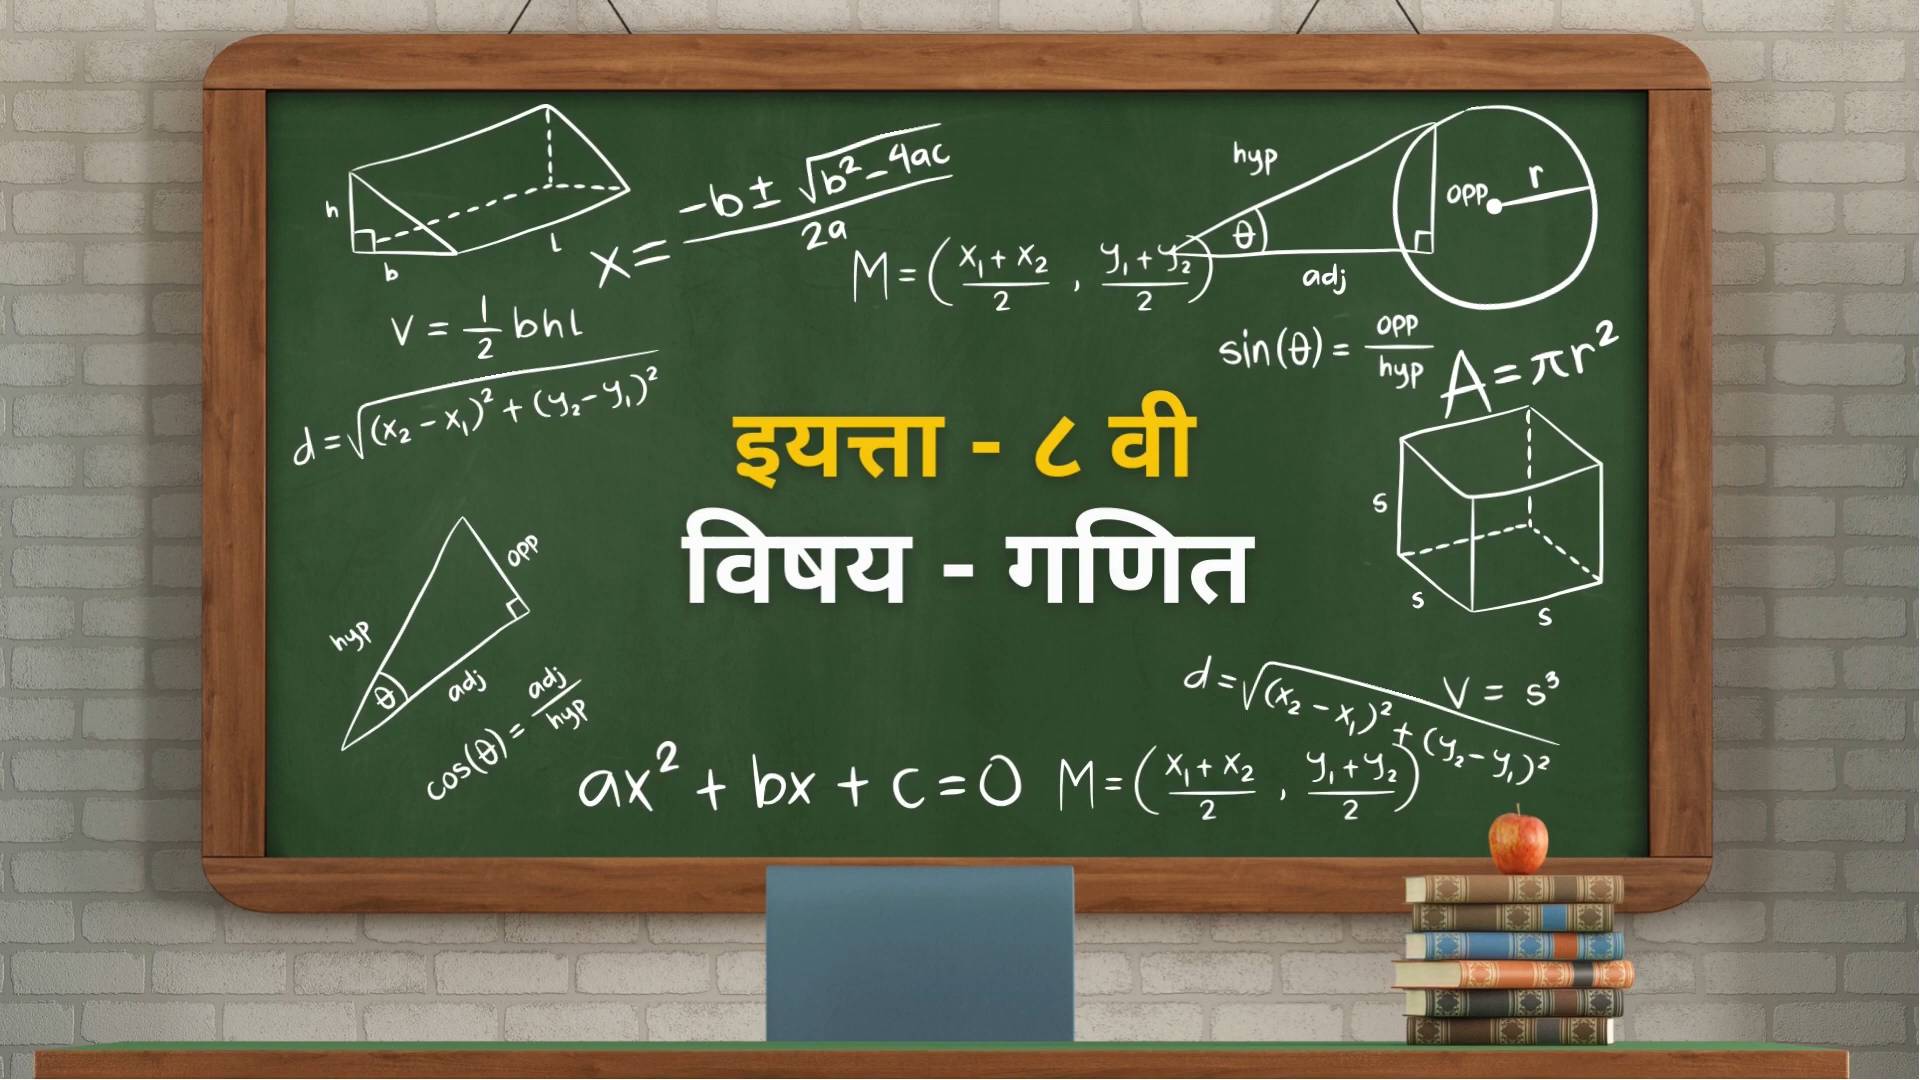 h
b
l
V = 1/2 bhl
x = (-b ± √(b² - 4ac))/2a
M = ((x₁ + x₂)/2 , (y₁ + y₂)/2)
hyp
θ
adj
opp
r
sin(θ) = opp/hyp
A = πr²
d = √((x₂ - x₁)² + (y₂ - y₁)²)
इयत्ता - ८ वी
विषय - गणित
s
s
s
opp
hyp
θ
adj
cos(θ) = adj/hyp
V = s³
d = √((x₂ - x₁)² + (y₂ - y₁)²)
ax² + bx + c = 0
M = ((x₁ + x₂)/2 , (y₁ + y₂)/2)